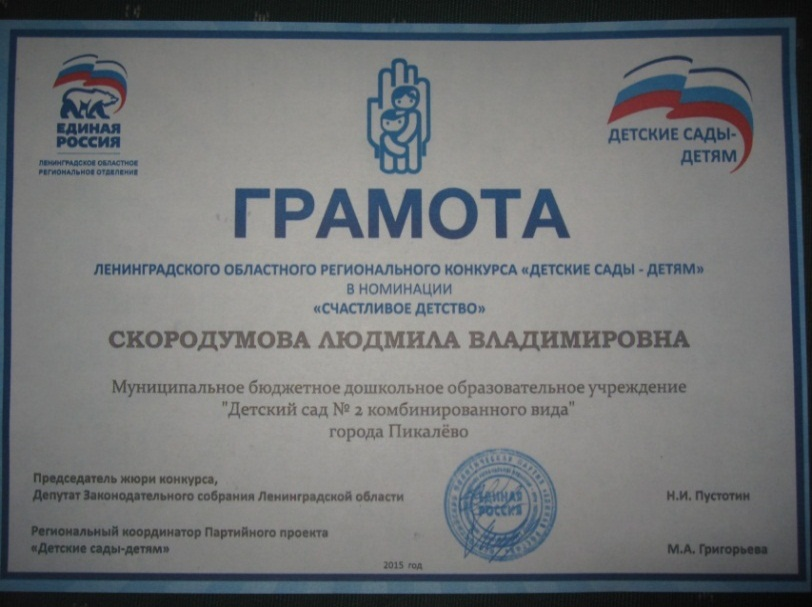 ЕДИНАЯ
РОССИЯ
ЛЕНИНГРАДСКОЕ ОБЛАСТНОЕ
РЕГИОНАЛЬНОЕ ОТДЕЛЕНИЕ
ДЕТСКИЕ САДЫ-
ДЕТЯМ
ГРАМОТА
ЛЕНИНГРАДСКОГО ОБЛАСТНОГО РЕГИОНАЛЬНОГО КОНКУРСА «ДЕТСКИЕ САДЫ - ДЕТЯМ»
В НОМИНАЦИИ
«СЧАСТЛИВОЕ ДЕТСТВО»
СКОРОДУМОВА ЛЮДМИЛА ВЛАДИМИРОВНА
Муниципальное бюджетное дошкольное образовательное учреждение
"Детский сад № 2 комбинированного вида"
города Пикалёво
Председатель жюри конкурса,
Депутат Законодательного собрания Ленинградской области
Н.И. Пустотин
Региональный координатор Партийного проекта
«Детские сады-детям»
М.А. Григорьева
ЕДИНАЯ
РОССИЯ
2015 год